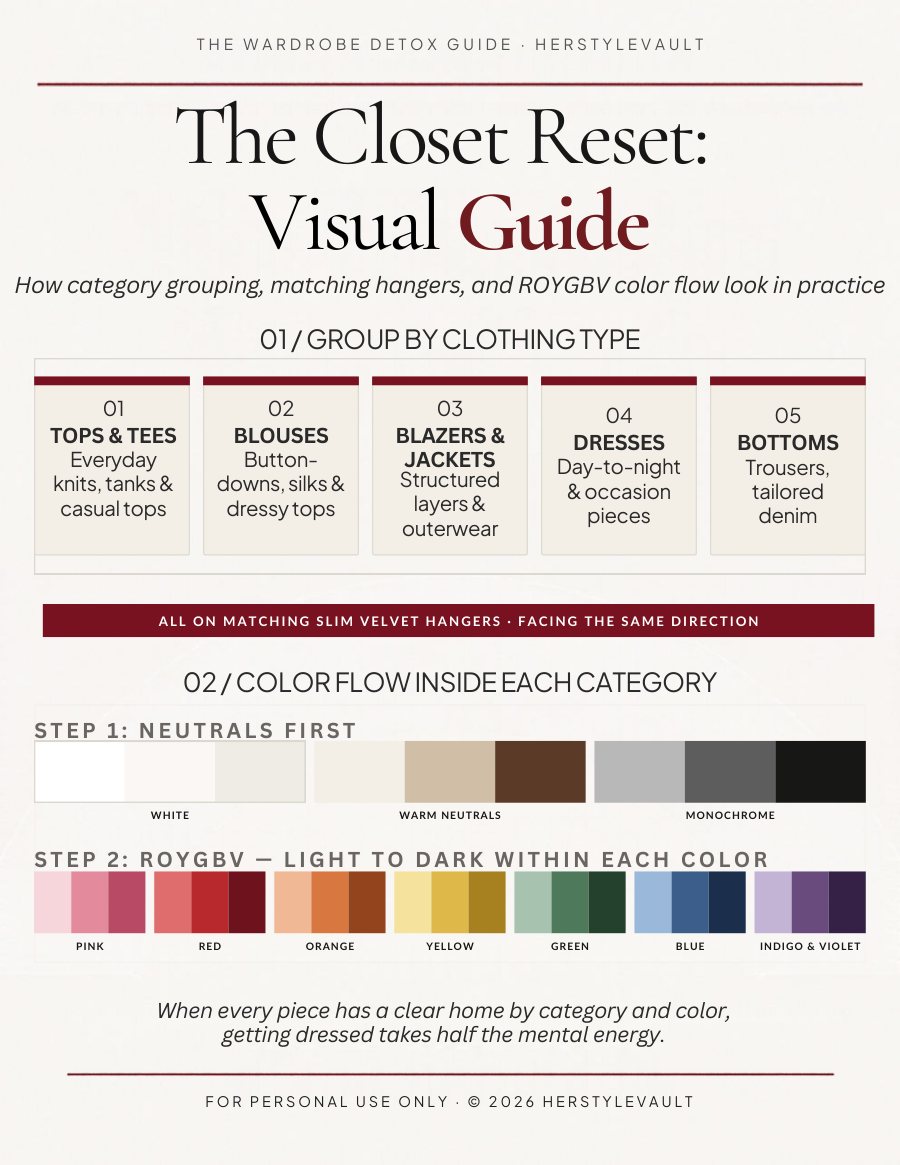 THE WARDROBE DETOX GUIDE · HERSTYLEVAULT
The Closet Reset:
Visual Guide
How category grouping, matching hangers, and ROYGBV color flow look in practice
01 / GROUP BY CLOTHING TYPE
01
TOPS & TEES
Everyday
knits, tanks &
casual tops
02
BLOUSES
Button-
downs, silks &
dressy tops
03
BLAZERS &
JACKETS
Structured
layers &
outerwear
04
DRESSES
Day-to-night
& occasion
pieces
05
BOTTOMS
Trousers,
tailored
denim
ALL ON MATCHING SLIM VELVET HANGERS · FACING THE SAME DIRECTION
02 / COLOR FLOW INSIDE EACH CATEGORY
STEP 1: NEUTRALS FIRST
WHITE
WARM NEUTRALS
MONOCHROME
STEP 2: ROYGBV — LIGHT TO DARK WITHIN EACH COLOR
PINK
RED
ORANGE
YELLOW
GREEN
BLUE
INDIGO & VIOLET
When every piece has a clear home by category and color,
getting dressed takes half the mental energy.
FOR PERSONAL USE ONLY · © 2026 HERSTYLEVAULT